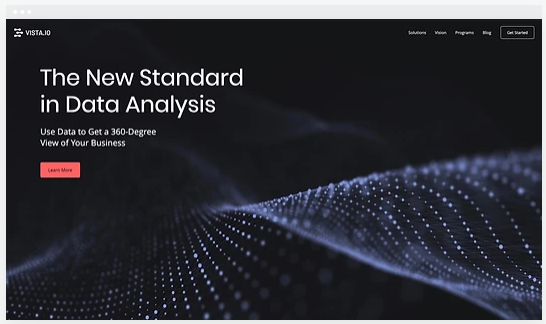 VISTA.IO
Solutions Vision Programs Blog Get Started
The New Standard
in Data Analysis
Use Data to Get a 360-Degree
View of Your Business
Learn More